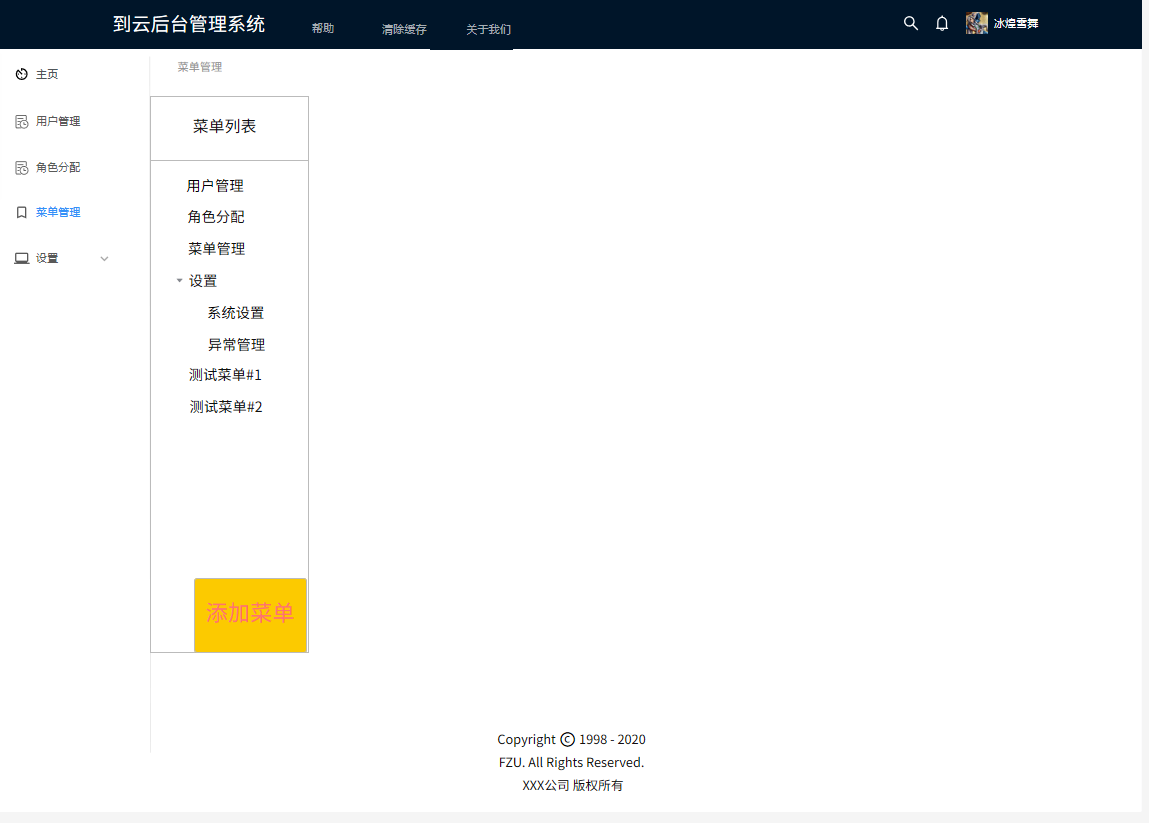 到云后台管理系统
帮助
清除缓存
关于我们
冰煌雪舞
主页
用户管理
角色分配
菜单管理
设置
菜单管理
菜单列表
用户管理
角色分配
菜单管理
设置
系统设置
异常管理
测试菜单#1
测试菜单#2
添加菜单
Copyright © 1998 - 2020
FZU. All Rights Reserved.
XXX公司 版权所有